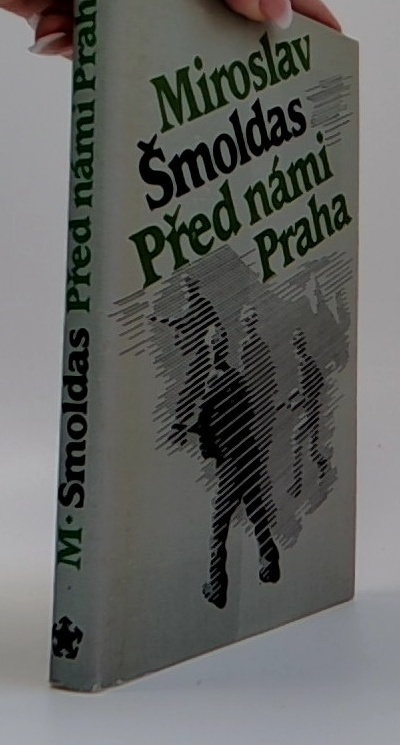 Miroslav
Šmoldas
Před námi
Praha
M. Šmoldas Před námi Praha